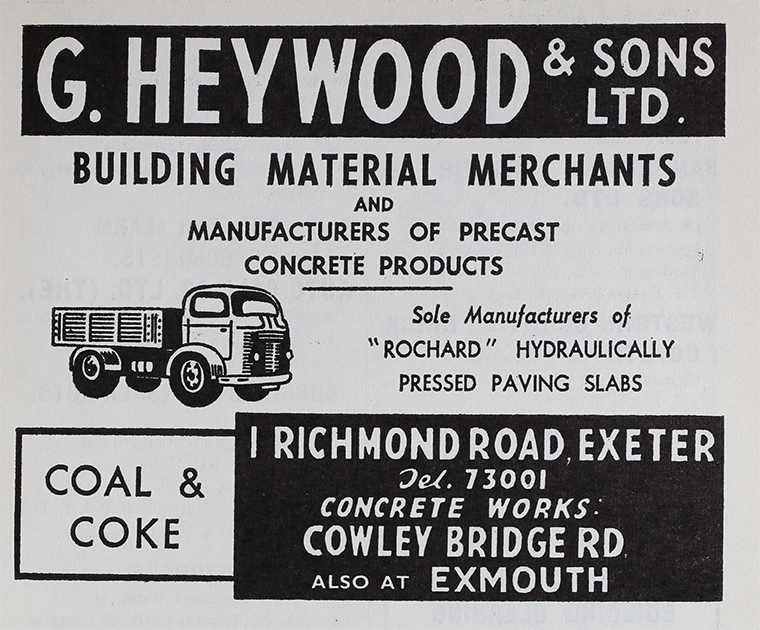 G. HEYWOOD & SONS LTD.
BUILDING MATERIAL MERCHANTS
AND
MANUFACTURERS OF PRECAST
CONCRETE PRODUCTS
Sole Manufacturers of
"ROCHARD" HYDRAULICALLY
PRESSED PAVING SLABS
COAL &
COKE
1 RICHMOND ROAD, EXETER
Tel. 73001
CONCRETE WORKS:
COWLEY BRIDGE RD.
ALSO AT EXMOUTH